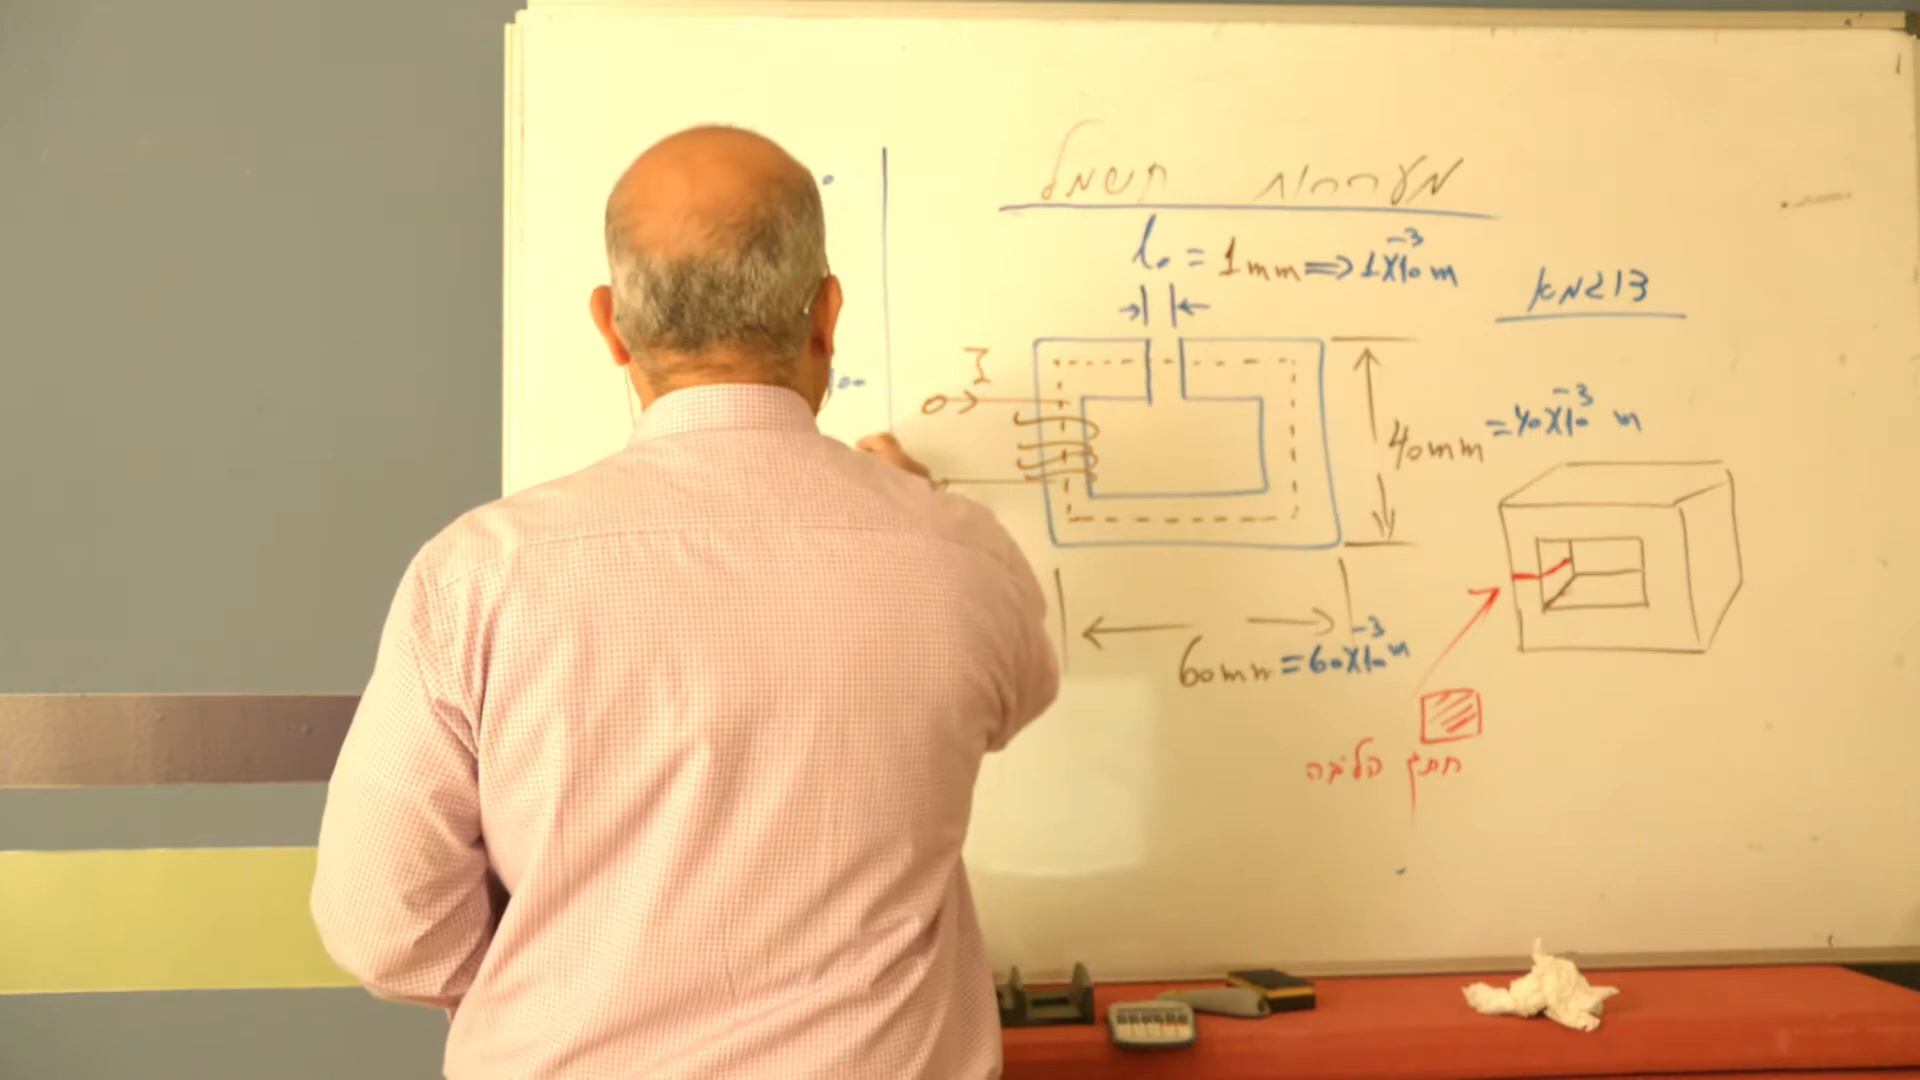 מערכות חשמל
l₀ = 1mm ⇒ 1X10⁻³ m
דוגמא
I
40mm = 40X10⁻³ m
60mm = 60X10⁻³ m
חתך הליבה